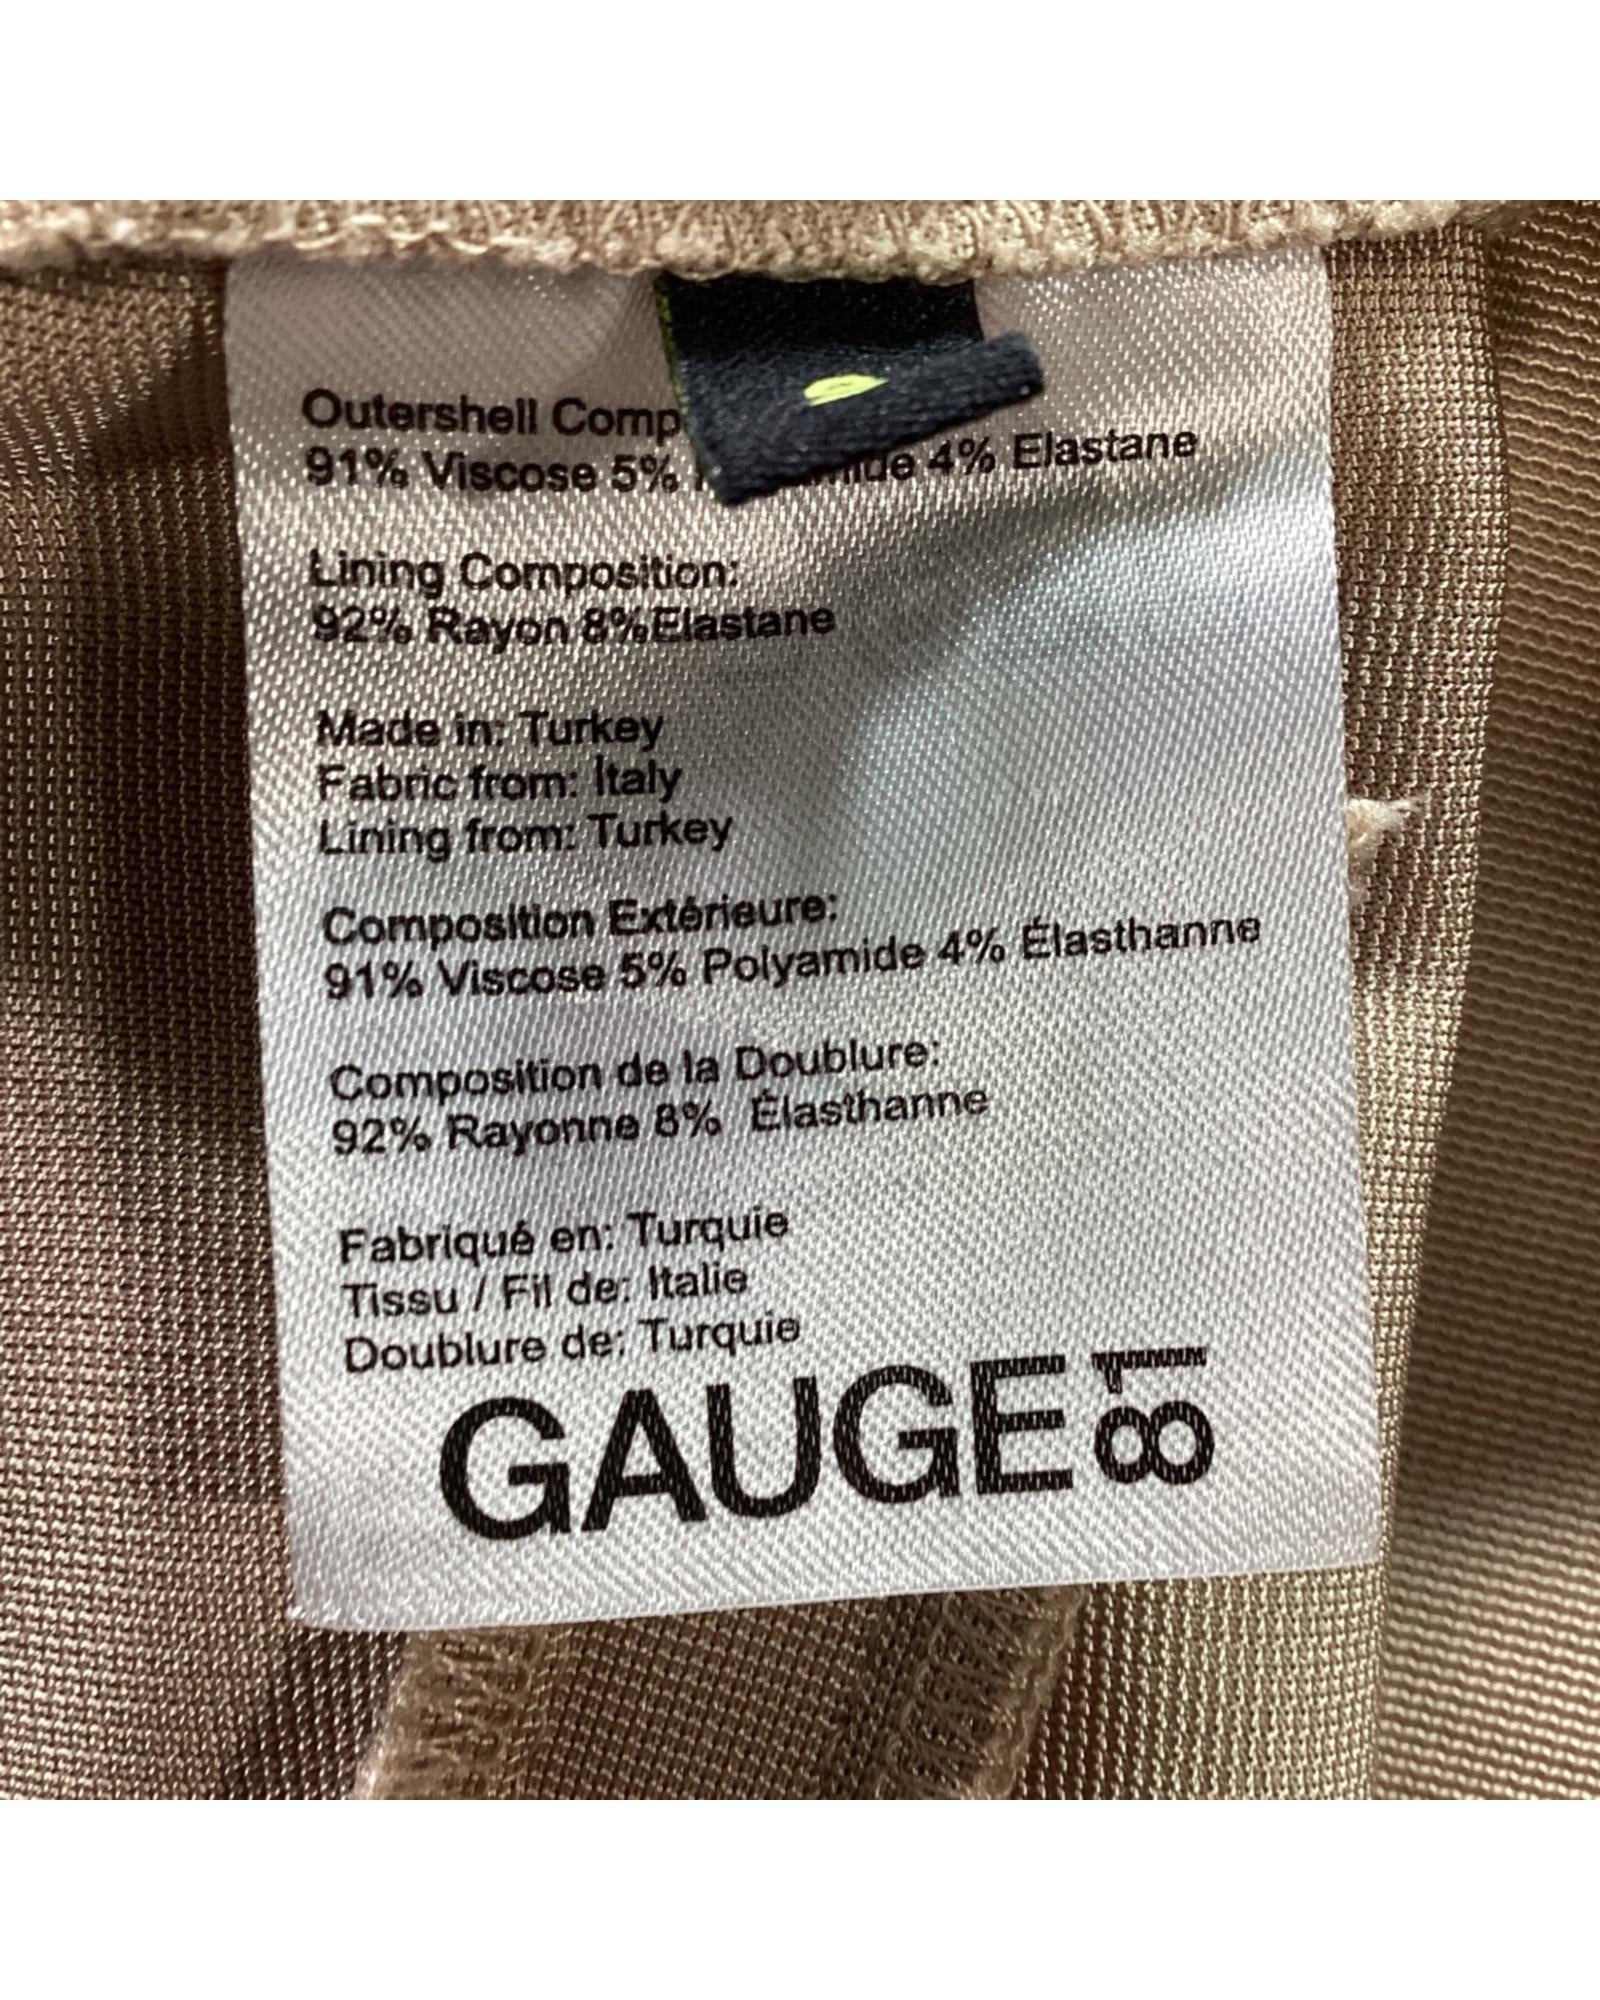 Outershell Comp
91% Viscose 5% 4% Elastane
Lining Composition:
92% Rayon 8%Elastane
Made in: Turkey
Fabric from: Italy
Lining from: Turkey
Composition Extérieure:
91% Viscose 5% Polyamide 4% Élasthanne
Composition de la Doublure:
92% Rayonne 8% Élasthanne
Fabriqué en: Turquie
Tissu / Fil de: Italie
Doublure de: Turquie
GAUGE81